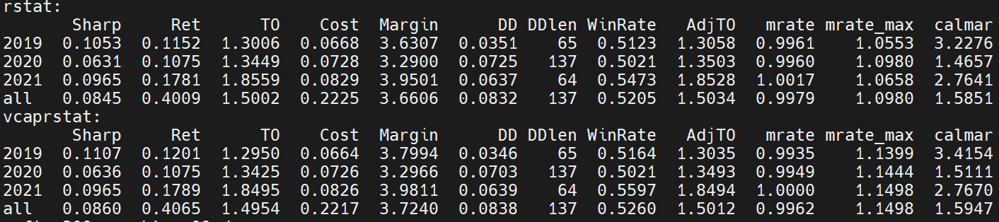 rstat:
Sharp Ret TO Cost Margin DD DDlen WinRate AdjTO mrate mrate_max calmar
2019 0.1053 0.1152 1.3006 0.0668 3.6307 0.0351 65 0.5123 1.3058 0.9961 1.0553 3.2276
2020 0.0631 0.1075 1.3449 0.0728 3.2900 0.0725 137 0.5021 1.3503 0.9960 1.0980 1.4657
2021 0.0965 0.1781 1.8559 0.0829 3.9501 0.0637 64 0.5473 1.8528 1.0017 1.0658 2.7641
all 0.0845 0.4009 1.5002 0.2225 3.6606 0.0832 137 0.5205 1.5034 0.9979 1.0980 1.5851
vcaprstat:
Sharp Ret TO Cost Margin DD DDlen WinRate AdjTO mrate mrate_max calmar
2019 0.1107 0.1201 1.2950 0.0664 3.7994 0.0346 65 0.5164 1.3035 0.9935 1.1399 3.4154
2020 0.0636 0.1075 1.3425 0.0726 3.2966 0.0703 137 0.5021 1.3493 0.9949 1.1444 1.5111
2021 0.0965 0.1789 1.8495 0.0826 3.9811 0.0639 64 0.5597 1.8494 1.0000 1.1498 2.7670
all 0.0860 0.4065 1.4954 0.2217 3.7240 0.0838 137 0.5260 1.5012 0.9962 1.1498 1.5947